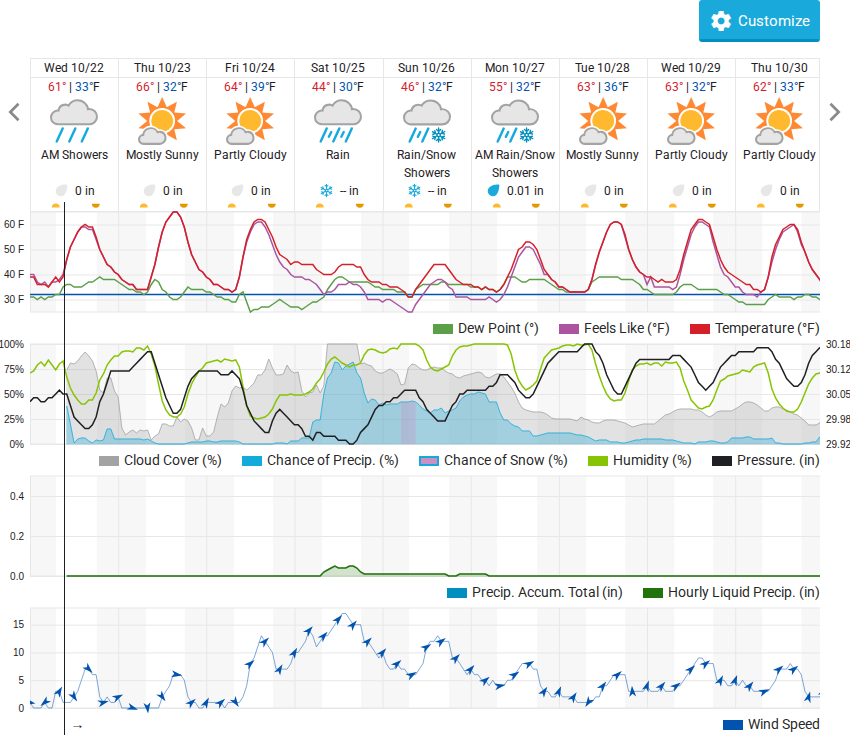 Customize
Wed 10/22 Thu 10/23 Fri 10/24 Sat 10/25 Sun 10/26 Mon 10/27 Tue 10/28 Wed 10/29 Thu 10/30
61° | 33°F 66° | 32°F 64° | 39°F 44° | 30°F 46° | 32°F 55° | 32°F 63° | 36°F 63° | 32°F 62° | 33°F
AM Showers Mostly Sunny Partly Cloudy Rain Rain/Snow Showers AM Rain/Snow Showers Mostly Sunny Partly Cloudy Partly Cloudy
0 in 0 in 0 in -- in -- in 0.01 in 0 in 0 in 0 in
60 F
50 F
40 F
30 F
Dew Point (°) Feels Like (°F) Temperature (°F)
100% 30.18
75% 30.12
50% 30.05
25% 29.98
0% 29.92
Cloud Cover (%) Chance of Precip. (%) Chance of Snow (%) Humidity (%) Pressure. (in)
0.4
0.2
0.0
Precip. Accum. Total (in) Hourly Liquid Precip. (in)
15
10
5
0
→
Wind Speed